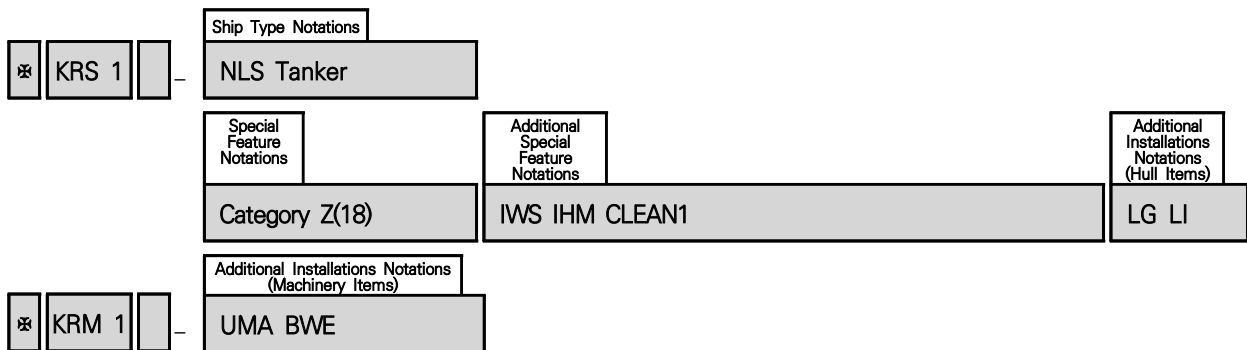 Ship Type Notations
✠ KRS 1 _ NLS Tanker
Special
Feature
Notations
Additional
Special
Feature
Notations
Additional
Installations
Notations
(Hull Items)
Category Z(18) IWS IHM CLEAN1 LG LI
Additional Installations Notations
(Machinery Items)
✠ KRM 1 _ UMA BWE